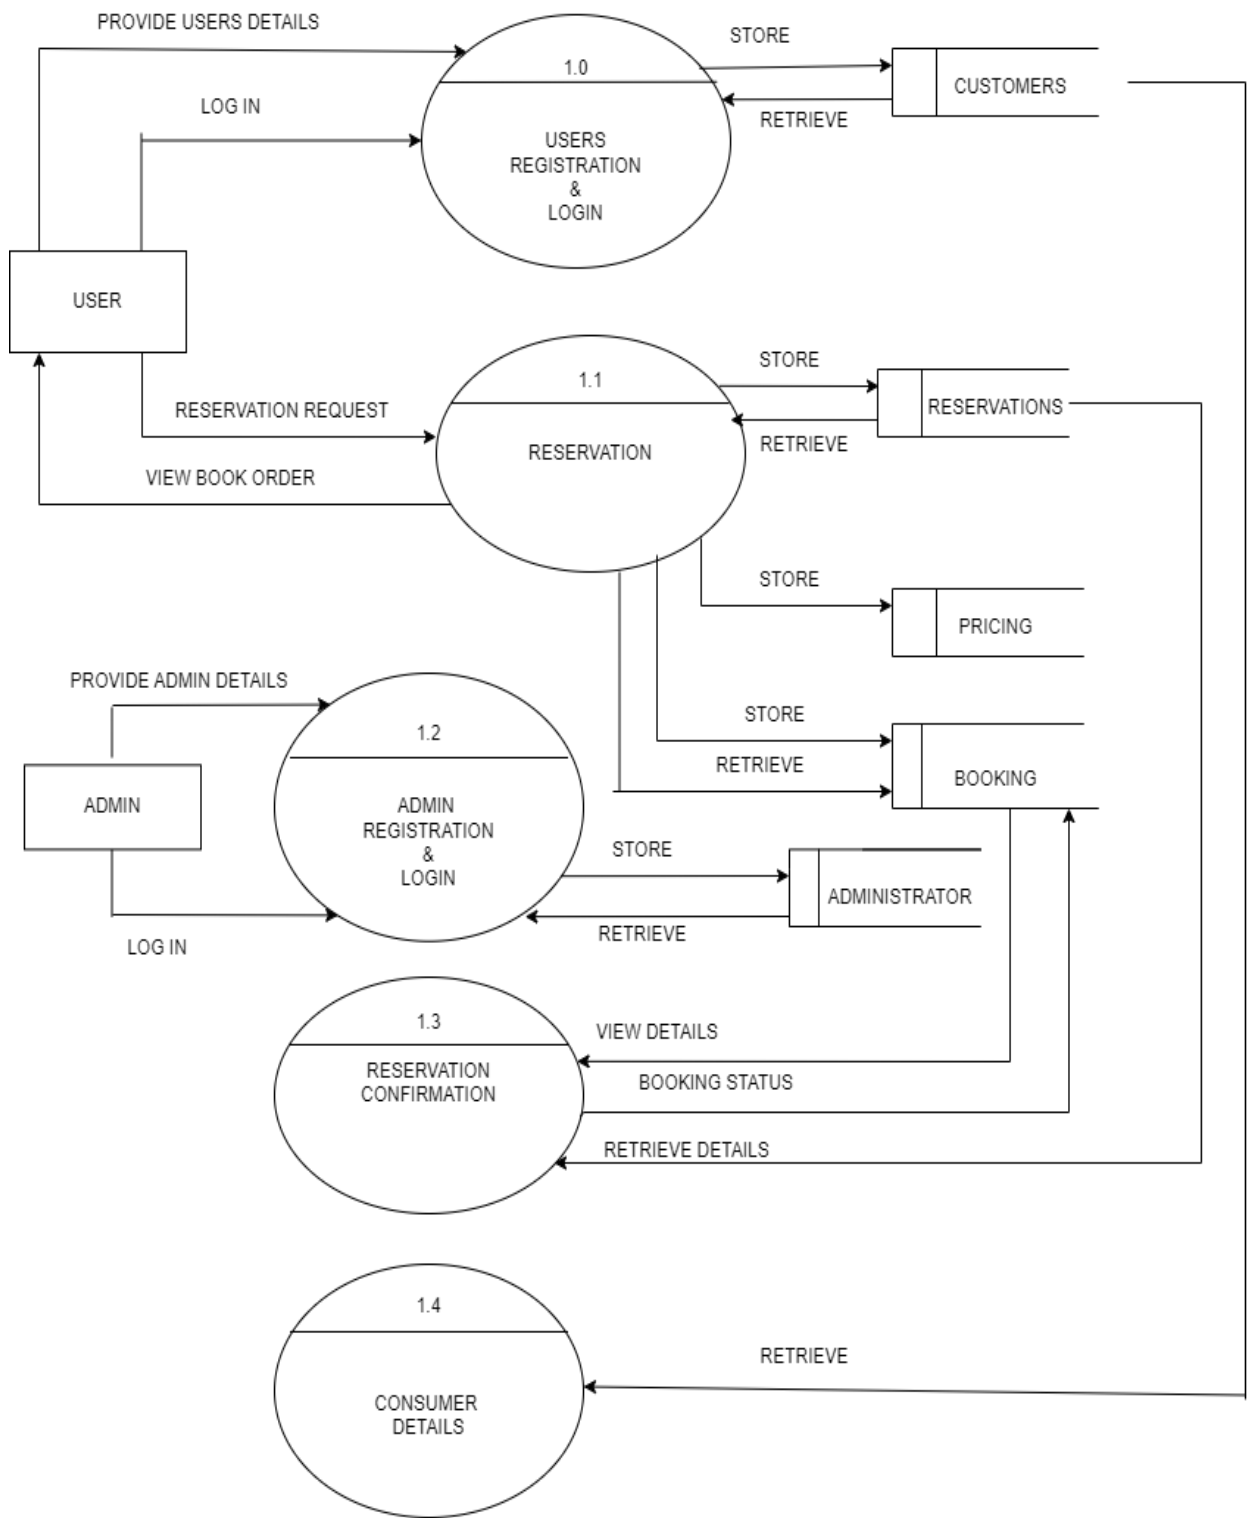 PROVIDE USERS DETAILS
STORE
1.0
CUSTOMERS
LOG IN
RETRIEVE
USERS
REGISTRATION
&
LOGIN
USER
STORE
1.1
RESERVATION REQUEST
RESERVATIONS
RETRIEVE
RESERVATION
VIEW BOOK ORDER
STORE
PRICING
PROVIDE ADMIN DETAILS
STORE
1.2
RETRIEVE
BOOKING
ADMIN
ADMIN
REGISTRATION
&
LOGIN
STORE
ADMINISTRATOR
RETRIEVE
LOG IN
1.3
VIEW DETAILS
RESERVATION
CONFIRMATION
BOOKING STATUS
RETRIEVE DETAILS
1.4
RETRIEVE
CONSUMER
DETAILS